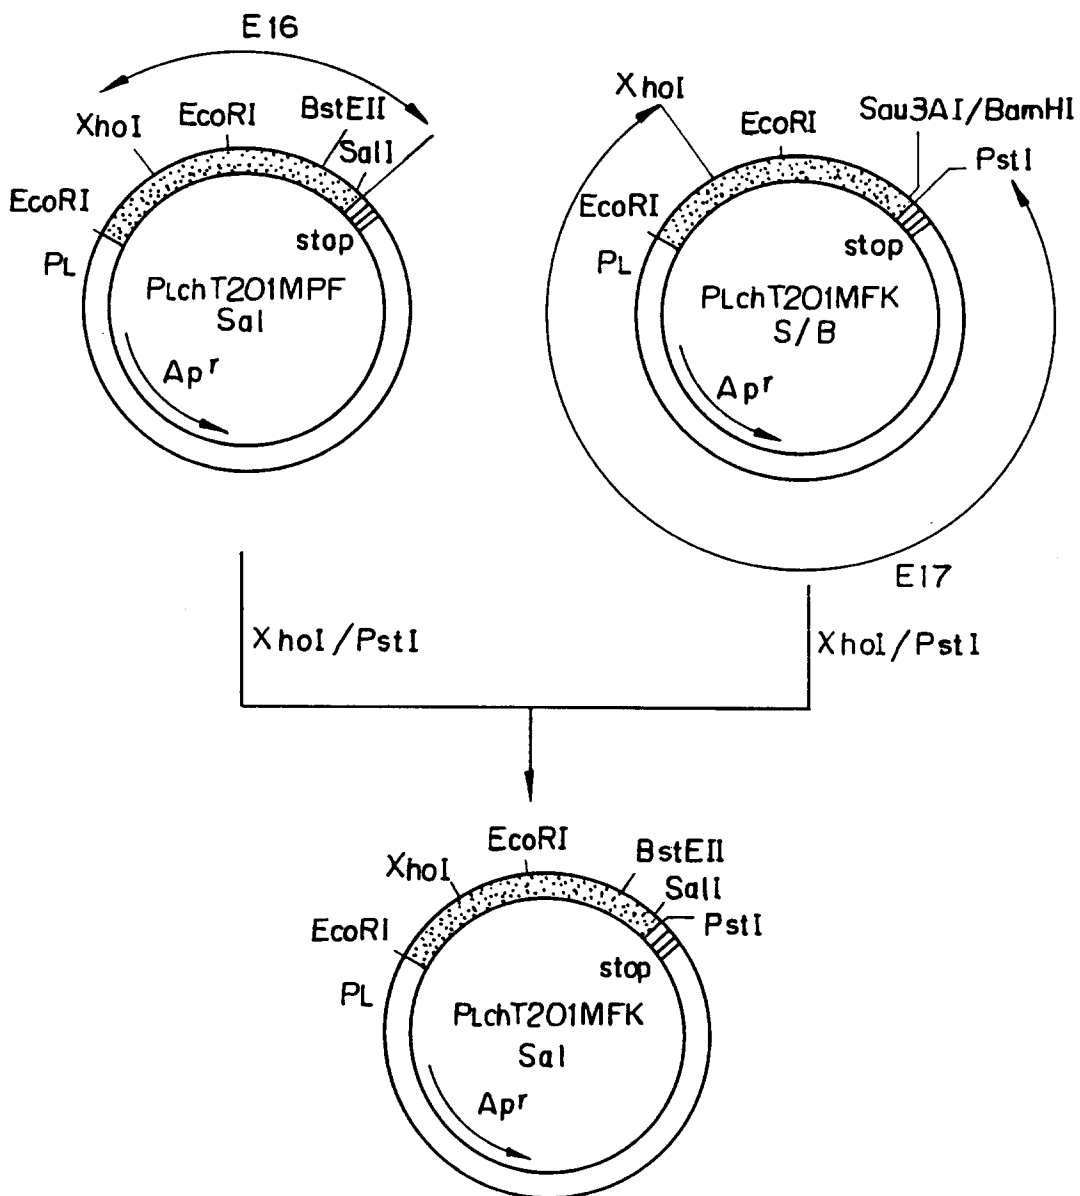 E16
XhoI
EcoRI
BstEII
SalI
EcoRI
PL
stop
PLchT201MPF
Sal
Apr
XhoI
EcoRI
Sau3AI/BamHI
PstI
EcoRI
PL
stop
PLchT201MFK
S/B
Apr
E17
XhoI/PstI
XhoI/PstI
EcoRI
XhoI
BstEII
SalI
PstI
EcoRI
PL
stop
PLchT201MFK
Sal
Apr